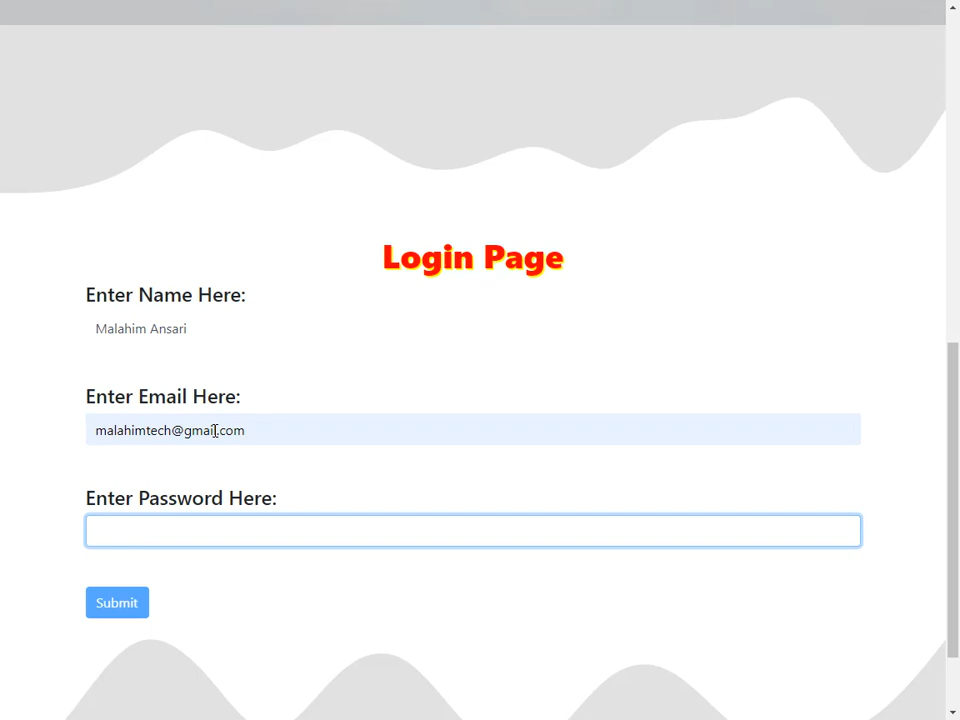 Login Page
Enter Name Here:
Malahim Ansari
Enter Email Here:
malahimtech@gmail.com
Enter Password Here:
Submit